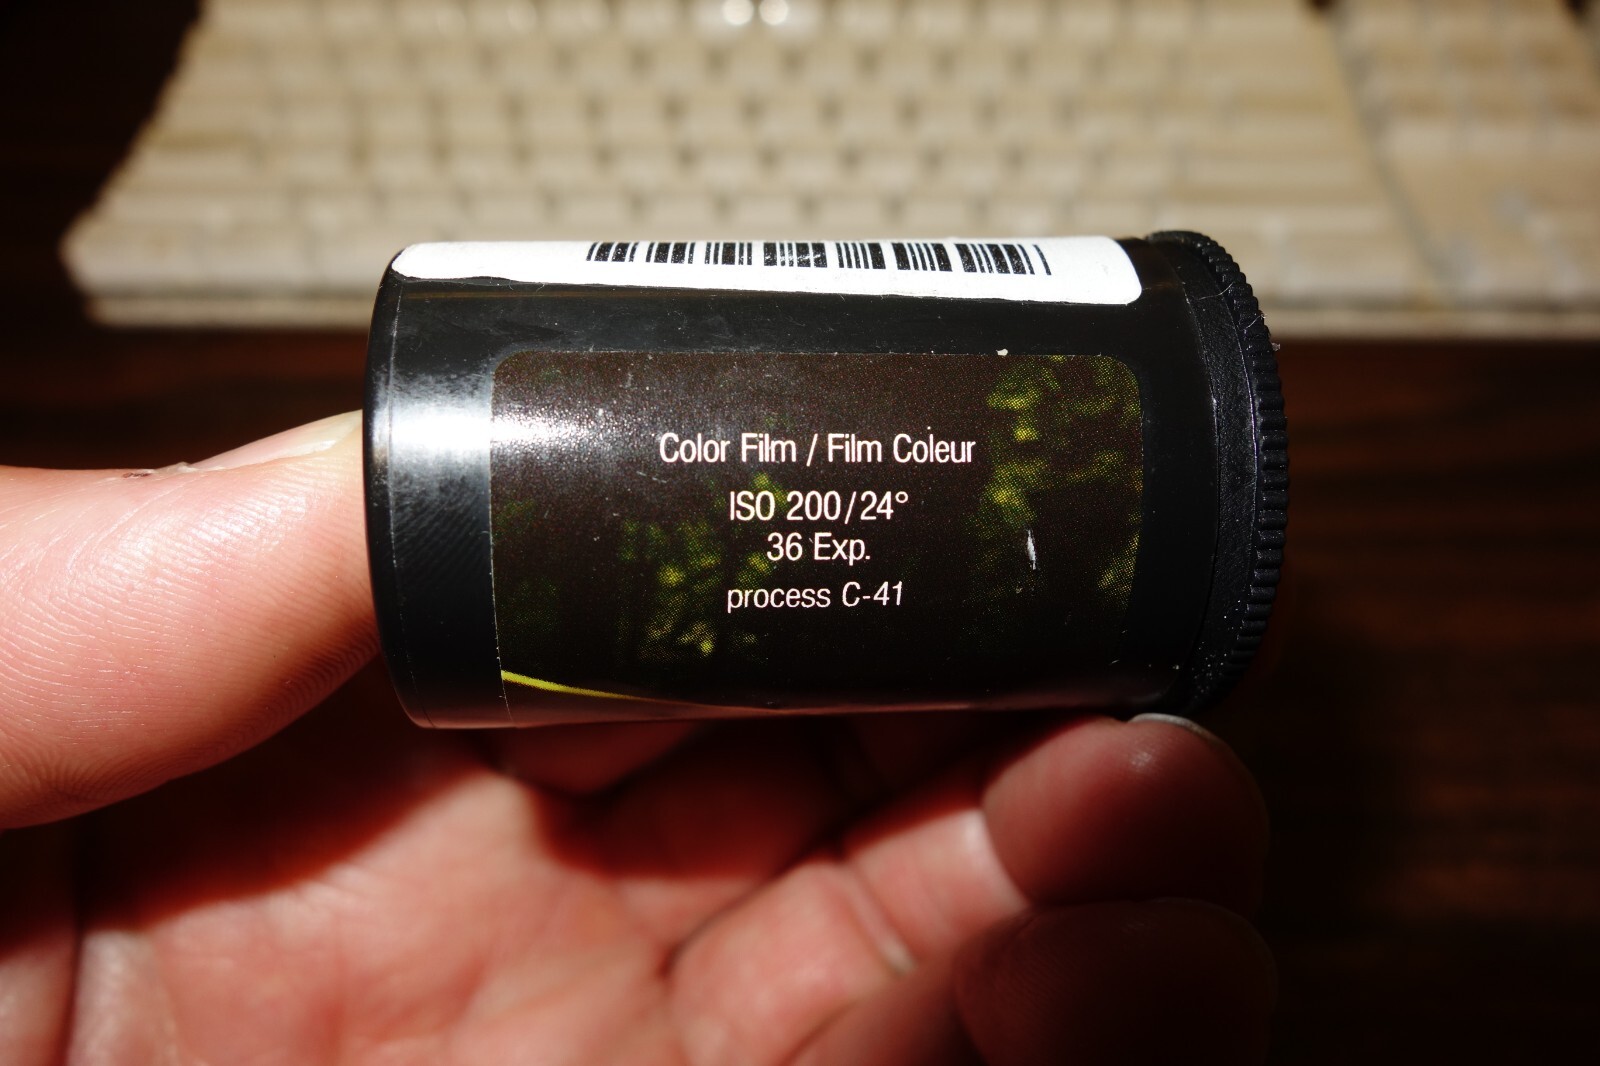 Color Film / Film Coleur
ISO 200/24°
36 Exp.
process C-41